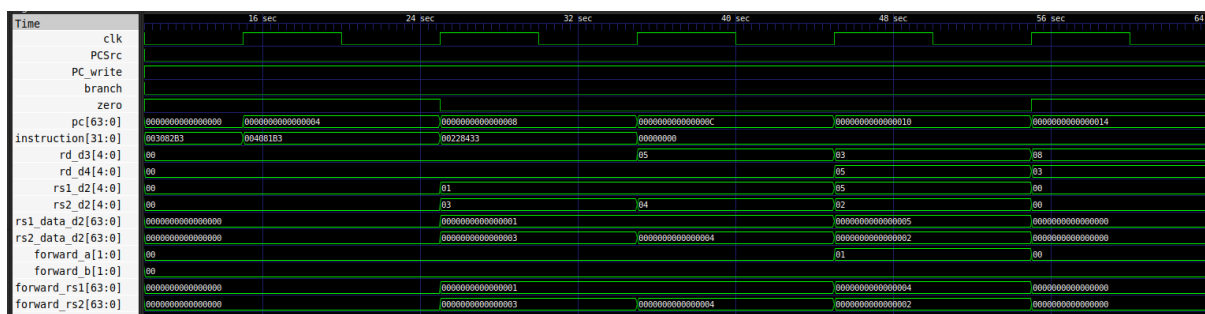 Time 16 sec 24 sec 32 sec 40 sec 48 sec 56 sec 64
clk
PCSrc
PC_write
branch
zero
pc[63:0] 0000000000000000 0000000000000004 0000000000000008 000000000000000C 0000000000000010 0000000000000014
instruction[31:0] 003082B3 004081B3 00228433 00000000
rd_d3[4:0] 00 05 03 08
rd_d4[4:0] 00 05 03
rs1_d2[4:0] 00 01 05 00
rs2_d2[4:0] 00 03 04 02 00
rs1_data_d2[63:0] 0000000000000000 0000000000000001 0000000000000005 0000000000000000
rs2_data_d2[63:0] 0000000000000000 0000000000000003 0000000000000004 0000000000000002 0000000000000000
forward_a[1:0] 00 01 00
forward_b[1:0] 00
forward_rs1[63:0] 0000000000000000 0000000000000001 0000000000000004 0000000000000000
forward_rs2[63:0] 0000000000000000 0000000000000003 0000000000000004 0000000000000002 0000000000000000